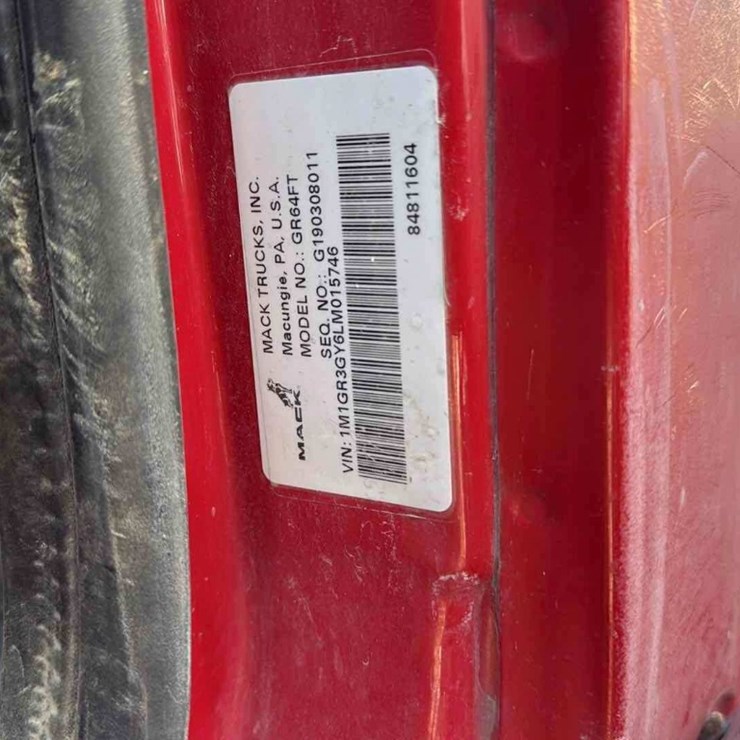 MACK TRUCKS, INC.
Macungie, PA, U.S.A.
MODEL NO.: GR64FT
SEQ. NO.: G190308011
MACK
VIN: 1M1GR3GY6LM015746
84811604